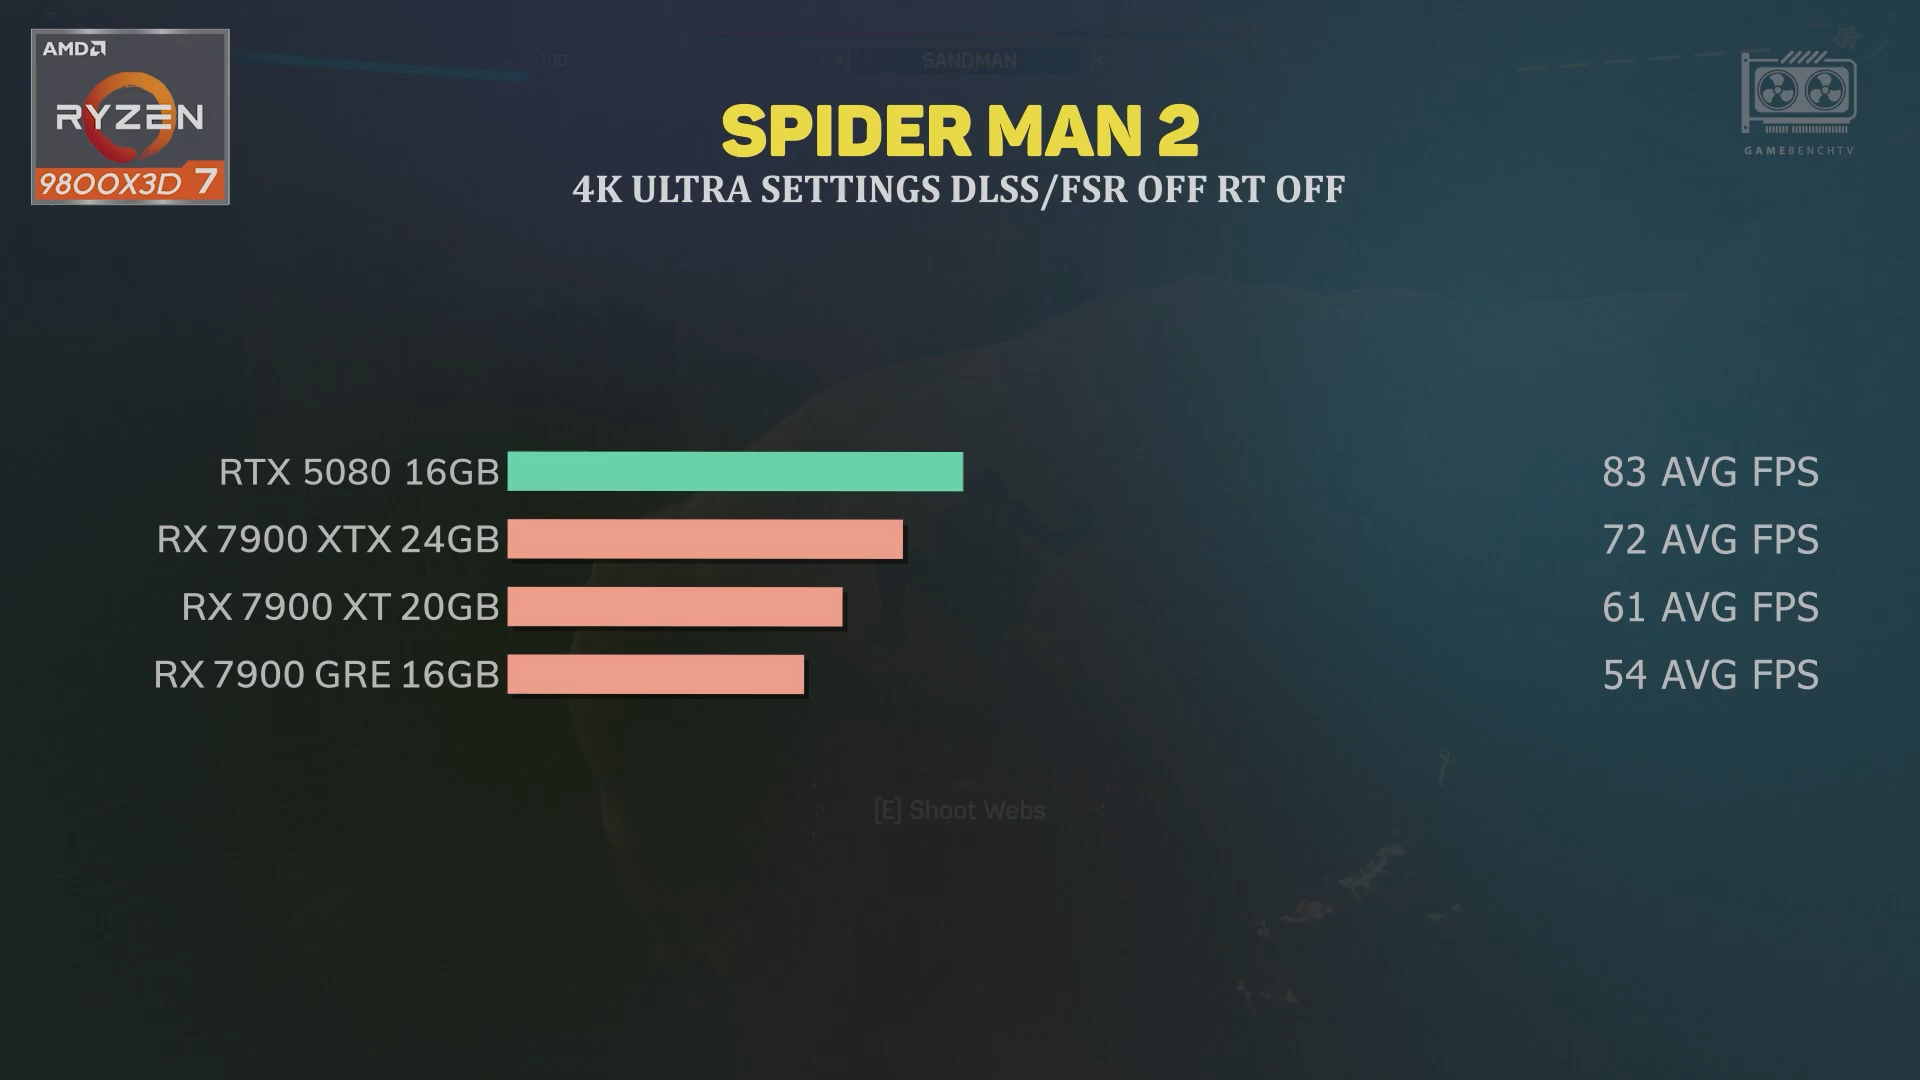 AMD
RYZEN
9800X3D 7
100
SANDMAN
GAMEBENCHTV
SPIDER MAN 2
4K ULTRA SETTINGS DLSS/FSR OFF RT OFF
RTX 5080 16GB 83 AVG FPS
RX 7900 XTX 24GB 72 AVG FPS
RX 7900 XT 20GB 61 AVG FPS
RX 7900 GRE 16GB 54 AVG FPS
[E] Shoot Webs